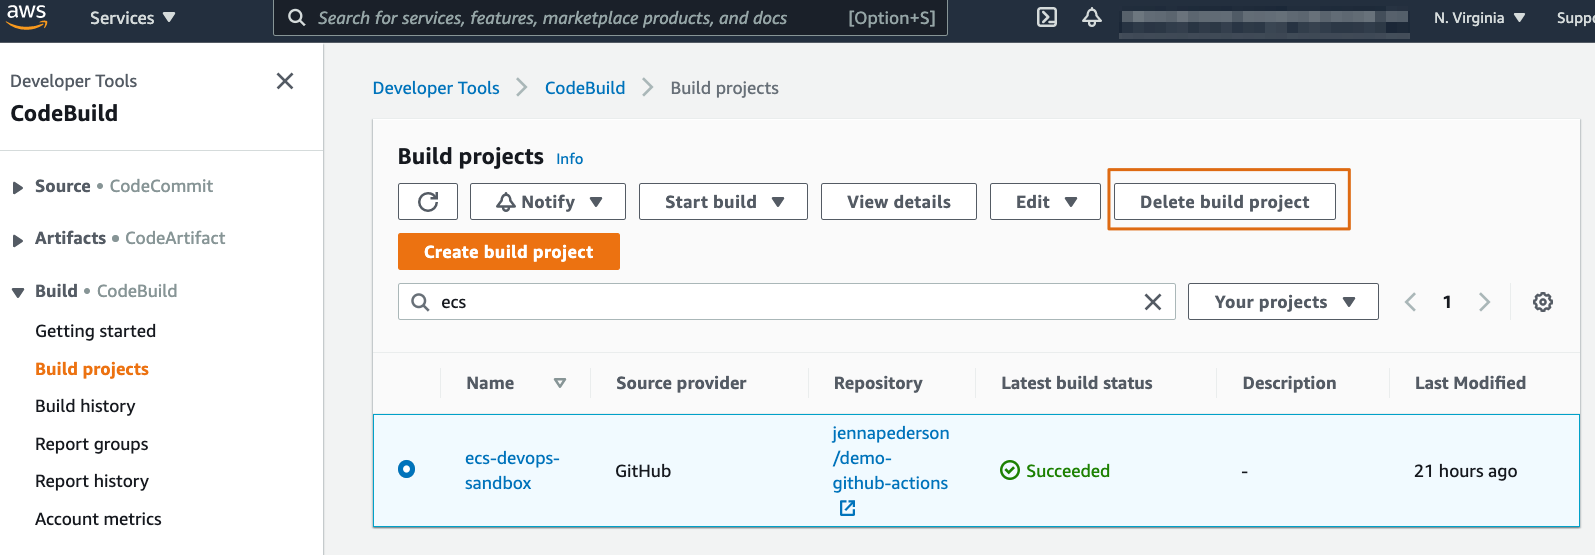 aws Services Search for services, features, marketplace products, and docs [Option+S] N. Virginia
Developer Tools
CodeBuild
Source • CodeCommit
Artifacts • CodeArtifact
Build • CodeBuild
Getting started
Build projects
Build history
Report groups
Report history
Account metrics
Developer Tools CodeBuild Build projects
Build projects Info
Notify Start build View details Edit Delete build project
Create build project
ecs Your projects 1
Name Source provider Repository Latest build status Description Last Modified
ecs-devops-
sandbox
GitHub
jennapederson
/demo-
github-actions
Succeeded
-
21 hours ago